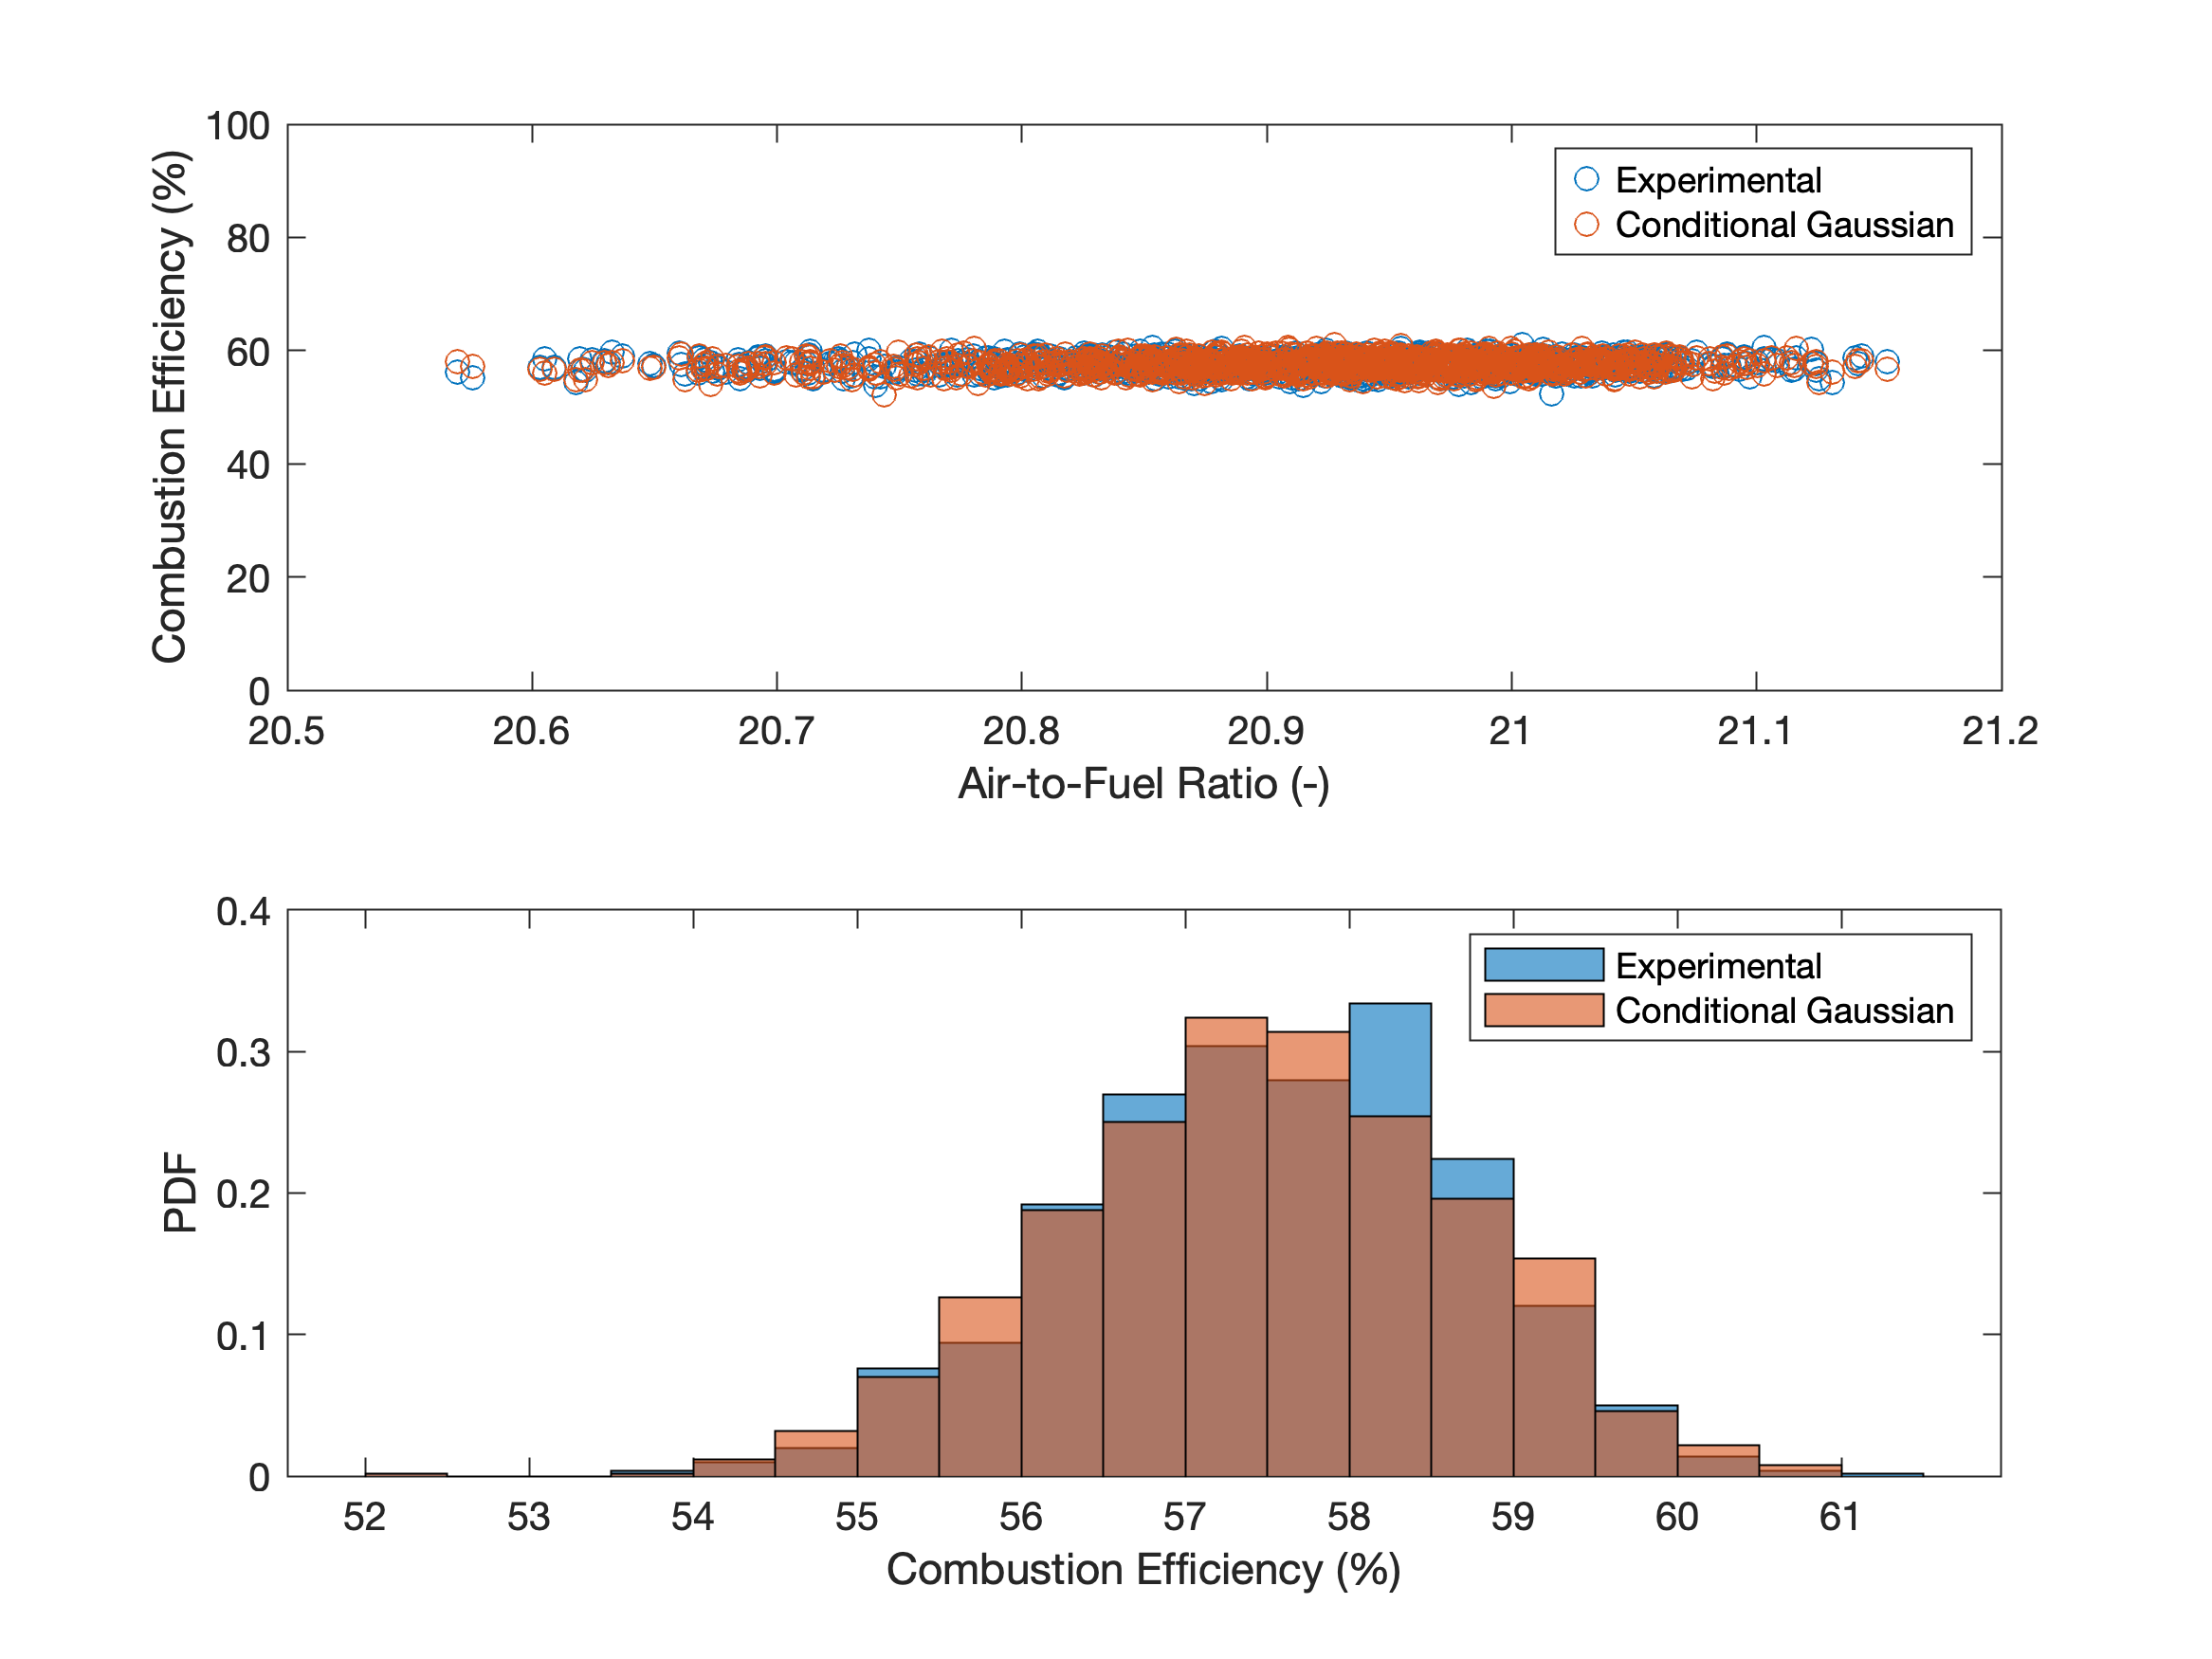 100
80
60
40
20
0
Combustion Efficiency (%)
Experimental
Conditional Gaussian
20.5 20.6 20.7 20.8 20.9 21 21.1 21.2
Air-to-Fuel Ratio (-)
0.4
0.3
0.2
0.1
0
PDF
Experimental
Conditional Gaussian
52 53 54 55 56 57 58 59 60 61
Combustion Efficiency (%)